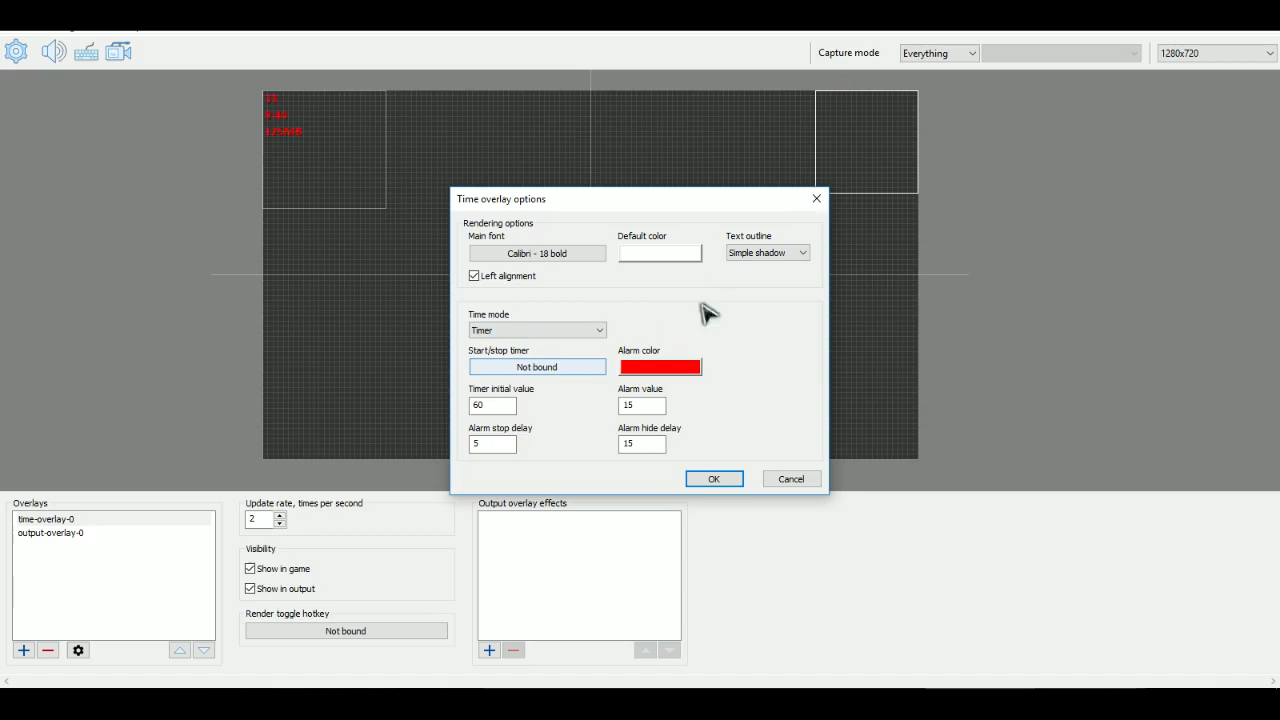 Capture mode
Everything
1280x720
125MB
Time overlay options
Rendering options
Main font
Default color
Text outline
Calibri - 18 bold
Simple shadow
Left alignment
Time mode
Timer
Start/stop timer
Alarm color
Not bound
Timer initial value
Alarm value
60
15
Alarm stop delay
Alarm hide delay
5
15
OK
Cancel
Overlays
time-overlay-0
output-overlay-0
Update rate, times per second
2
Visibility
Show in game
Show in output
Render toggle hotkey
Not bound
Output overlay effects